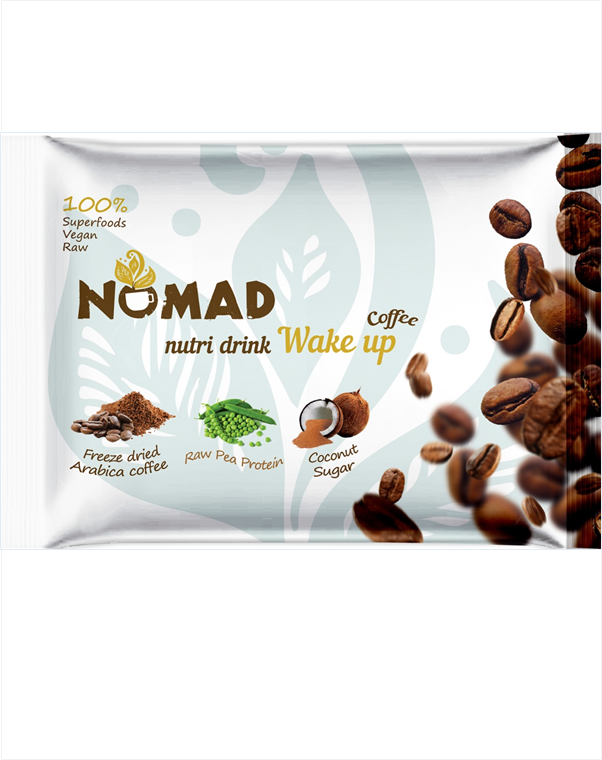 100%
Superfoods
Vegan
Raw
NOMAD
Coffee
nutri drink Wake up
Freeze dried
Arabica coffee
Raw Pea Protein
Coconut
Sugar